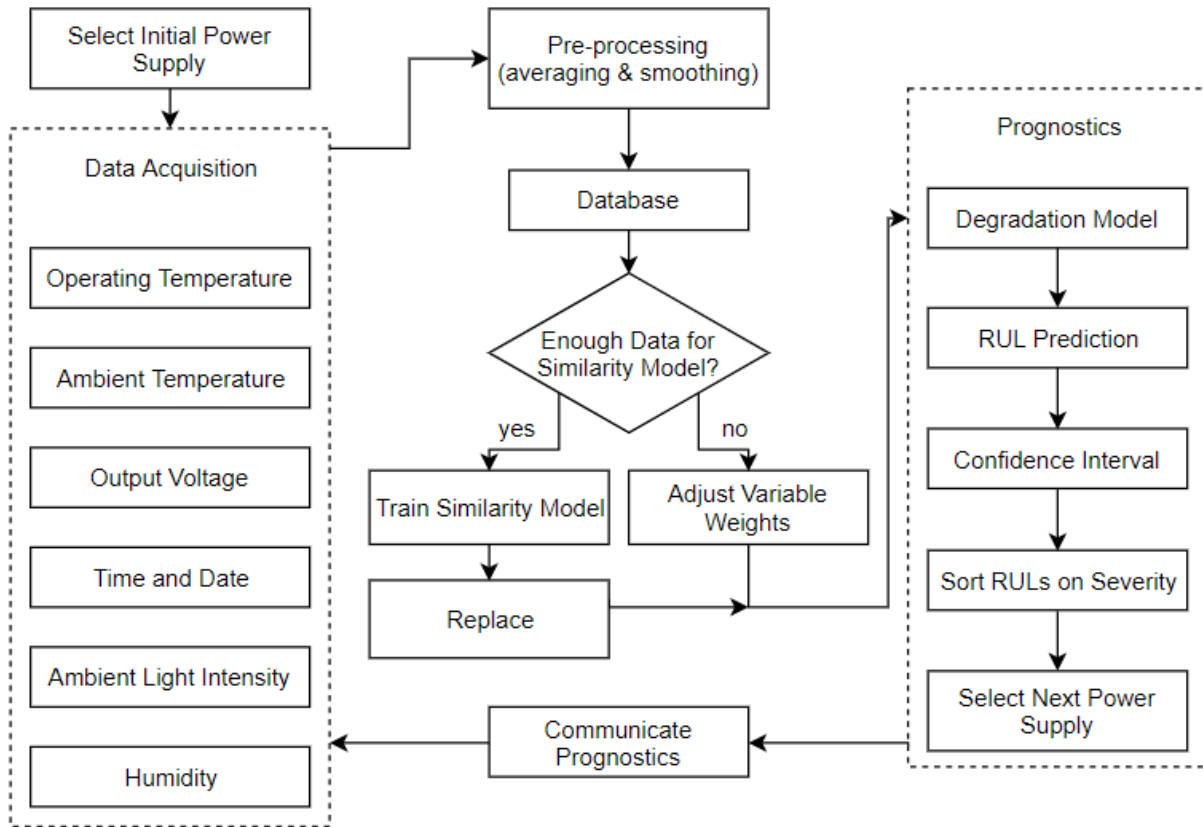 Select Initial Power
Supply
Data Acquisition
Operating Temperature
Ambient Temperature
Output Voltage
Time and Date
Ambient Light Intensity
Humidity
Pre-processing
(averaging & smoothing)
Database
Enough Data for
Similarity Model?
yes
no
Train Similarity Model
Adjust Variable
Weights
Replace
Prognostics
Degradation Model
RUL Prediction
Confidence Interval
Sort RULs on Severity
Select Next Power
Supply
Communicate
Prognostics